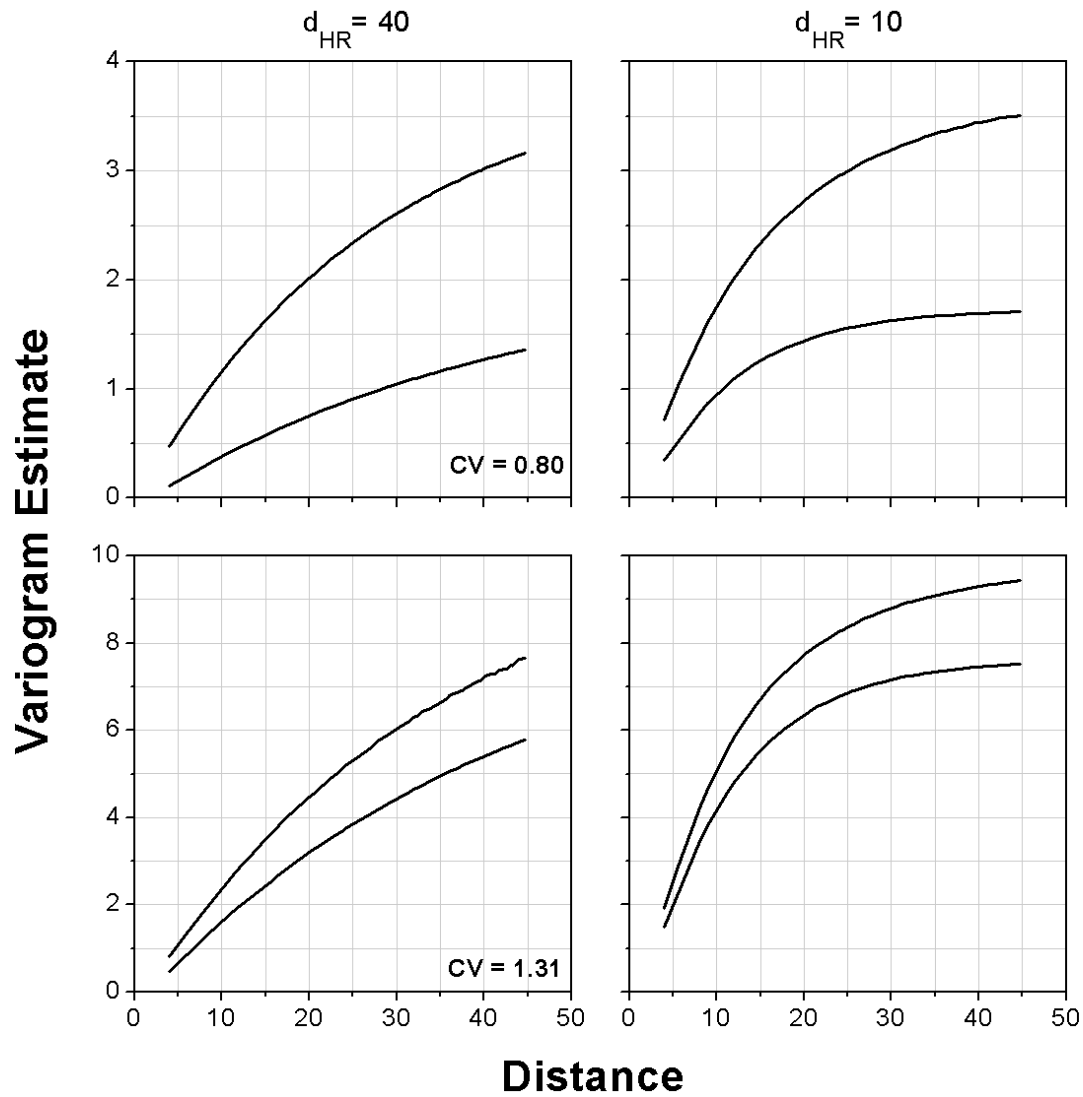 d_HR = 40
d_HR = 10
4
3
2
1
0
CV = 0.80
10
8
6
4
2
0
CV = 1.31
0 10 20 30 40 50
0 10 20 30 40 50
Variogram Estimate
Distance